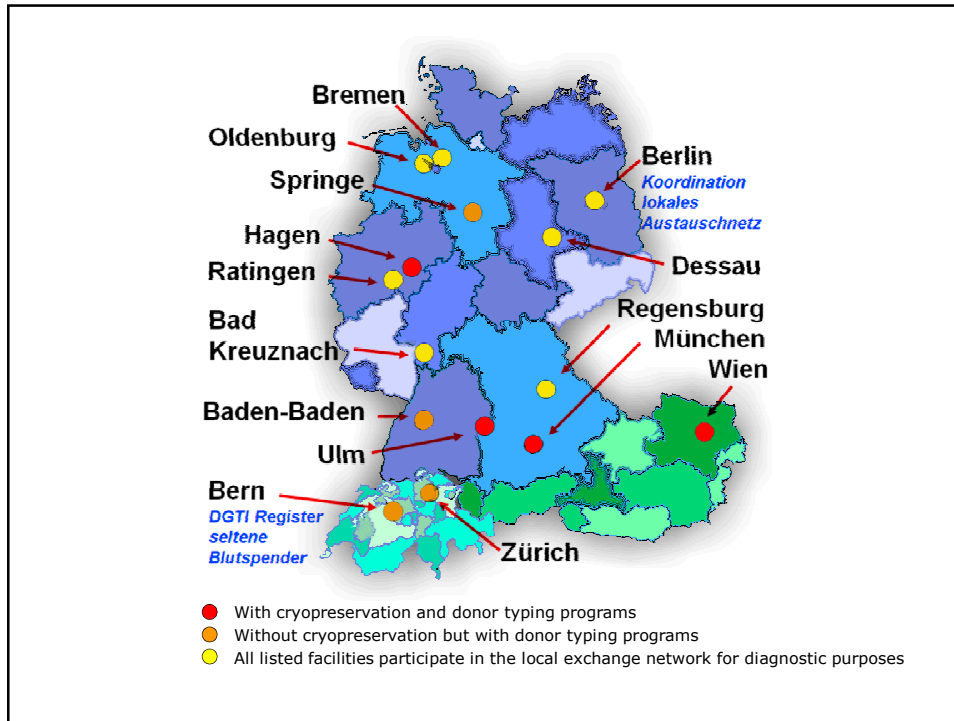 Bremen
Oldenburg
Springe
Hagen
Ratingen
Bad
Kreuznach
Baden-Baden
Ulm
Bern
DGTI Register
seltene
Blutspender
Zürich
Berlin
Koordination
lokales
Austauschnetz
Dessau
Regensburg
München
Wien
With cryopreservation and donor typing programs
Without cryopreservation but with donor typing programs
All listed facilities participate in the local exchange network for diagnostic purposes